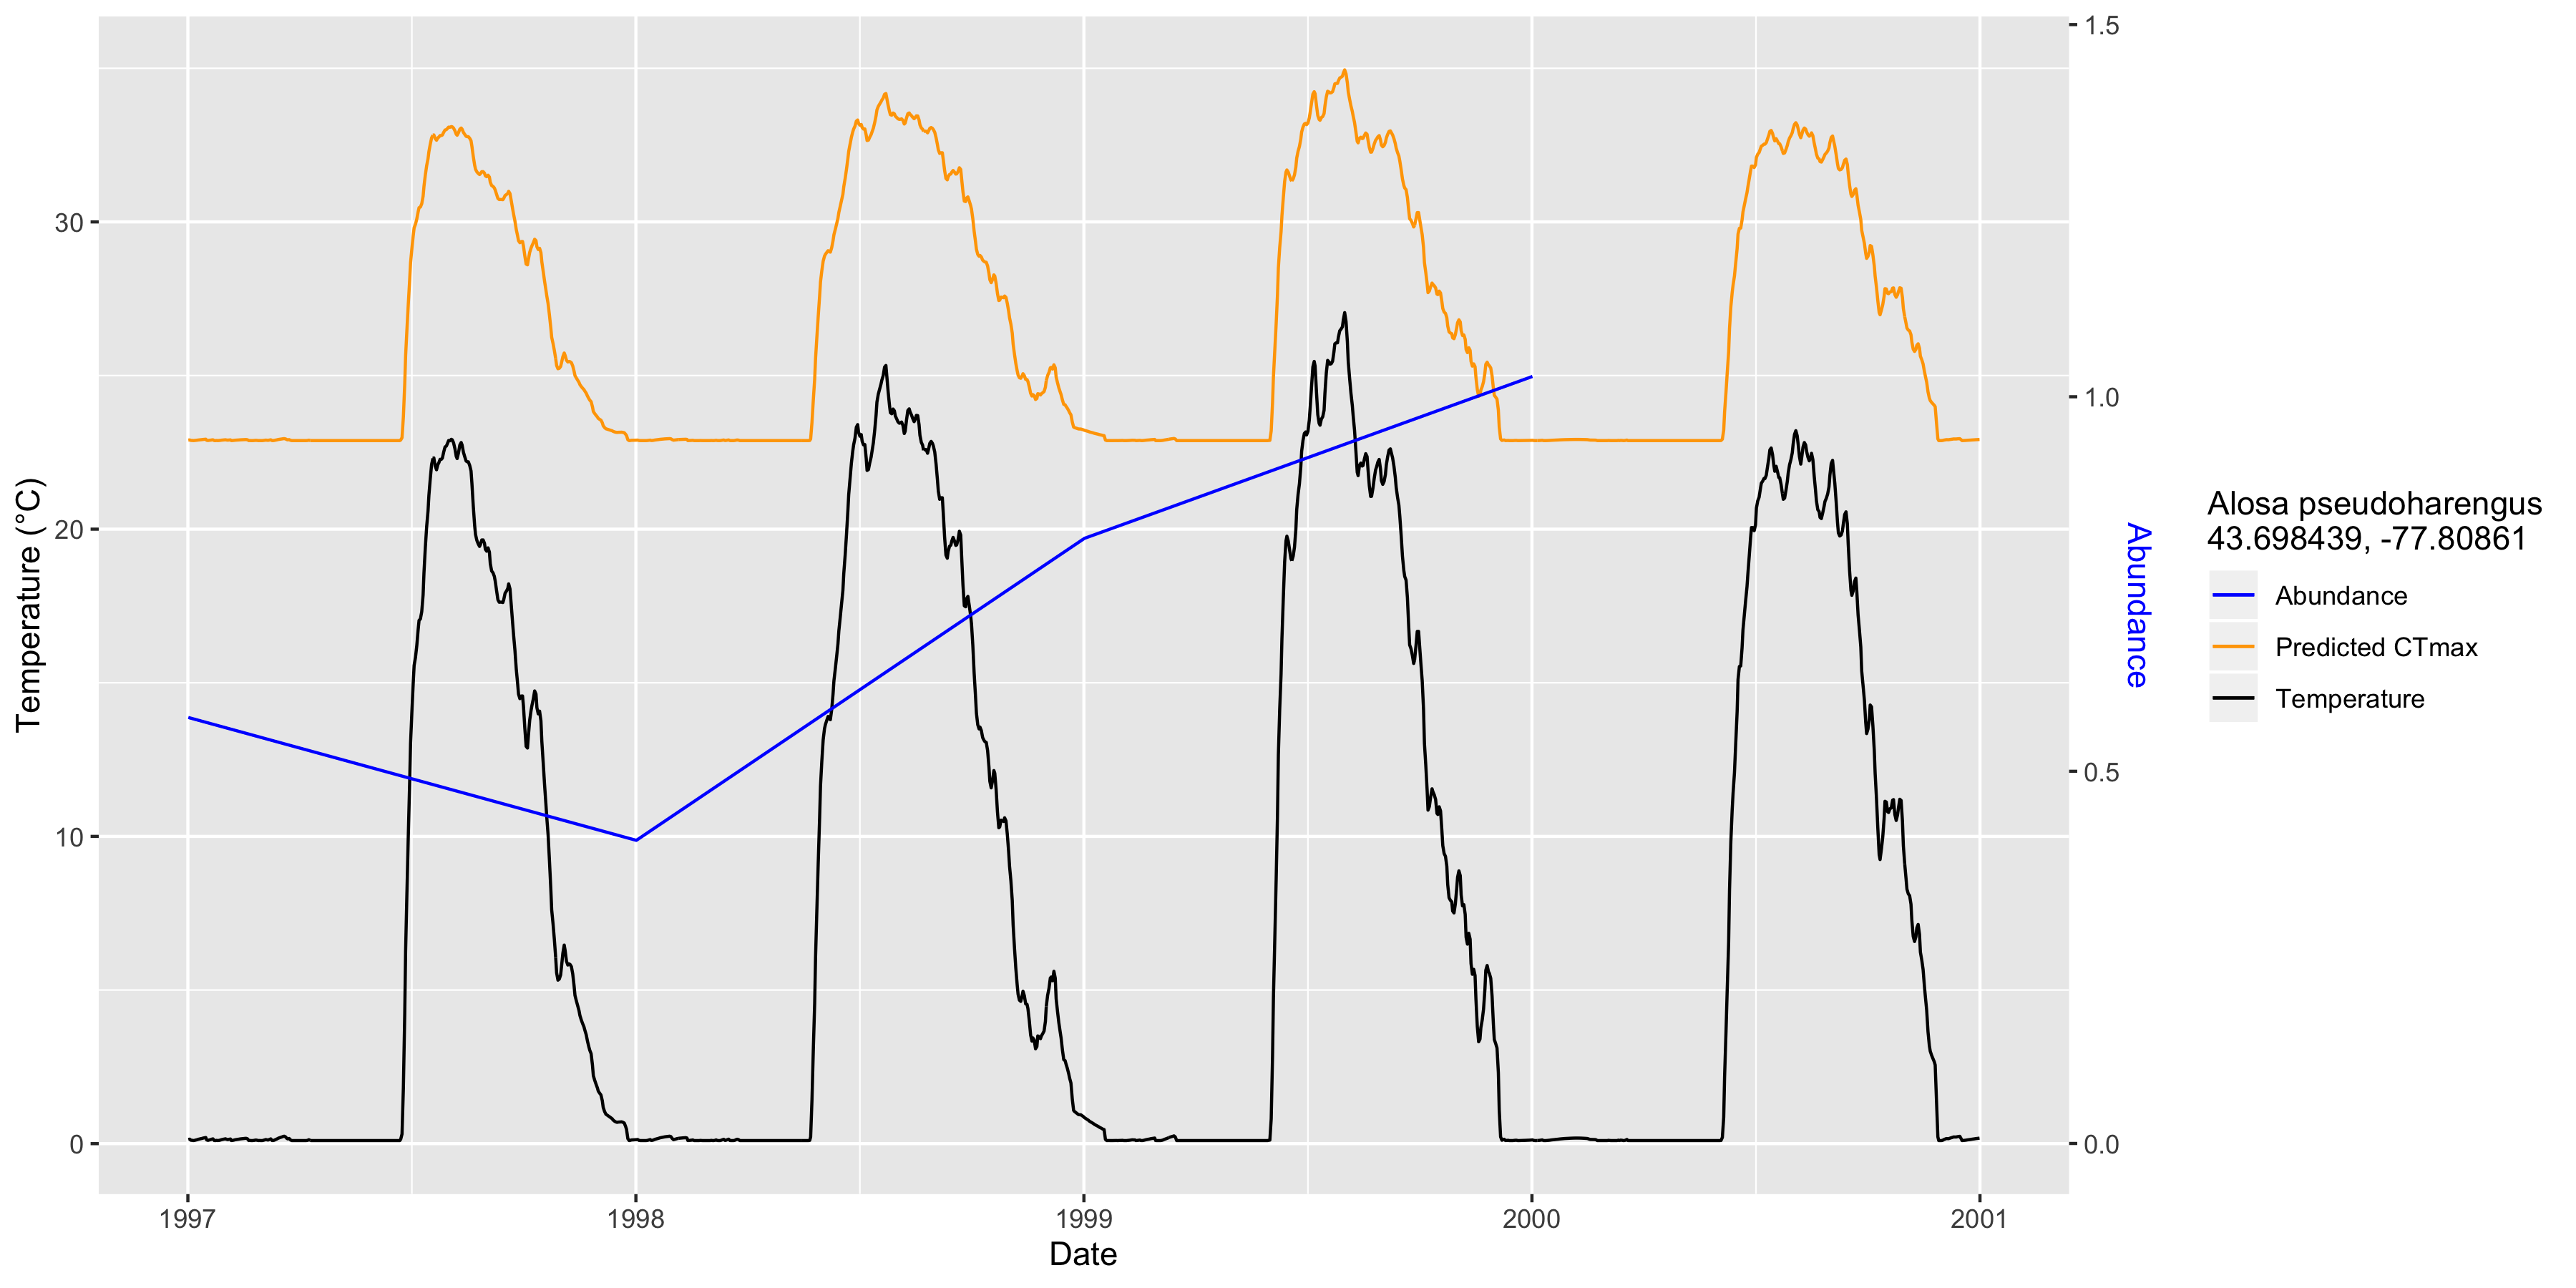 Temperature (°C)
30
20
10
0
1997
1998
1999
2000
2001
Date
1.5
1.0
0.5
0.0
Abundance
Alosa pseudoharengus
43.698439, -77.80861
Abundance
Predicted CTmax
Temperature